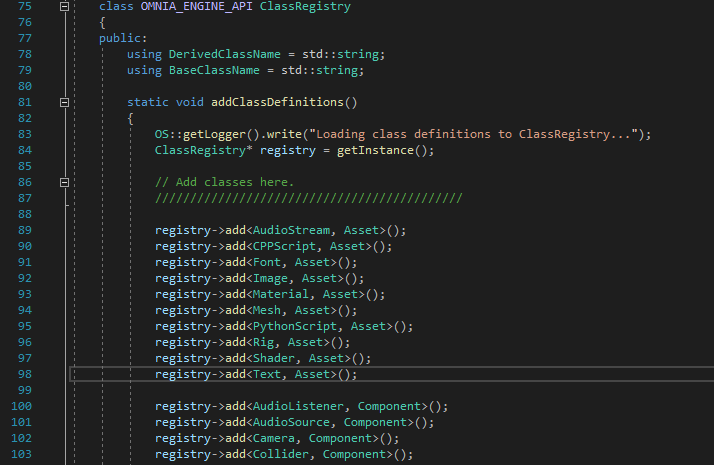 75 class OMNIA_ENGINE_API ClassRegistry
76 {
77 public:
78 using DerivedClassName = std::string;
79 using BaseClassName = std::string;
80
81 static void addClassDefinitions()
82 {
83 OS::getLogger().write("Loading class definitions to ClassRegistry...");
84 ClassRegistry* registry = getInstance();
85
86 // Add classes here.
87 ////////////////////////////////////////////
88
89 registry->add<AudioStream, Asset>();
90 registry->add<CPPScript, Asset>();
91 registry->add<Font, Asset>();
92 registry->add<Image, Asset>();
93 registry->add<Material, Asset>();
94 registry->add<Mesh, Asset>();
95 registry->add<PythonScript, Asset>();
96 registry->add<Rig, Asset>();
97 registry->add<Shader, Asset>();
98 registry->add<Text, Asset>();
99
100 registry->add<AudioListener, Component>();
101 registry->add<AudioSource, Component>();
102 registry->add<Camera, Component>();
103 registry->add<Collider, Component>();